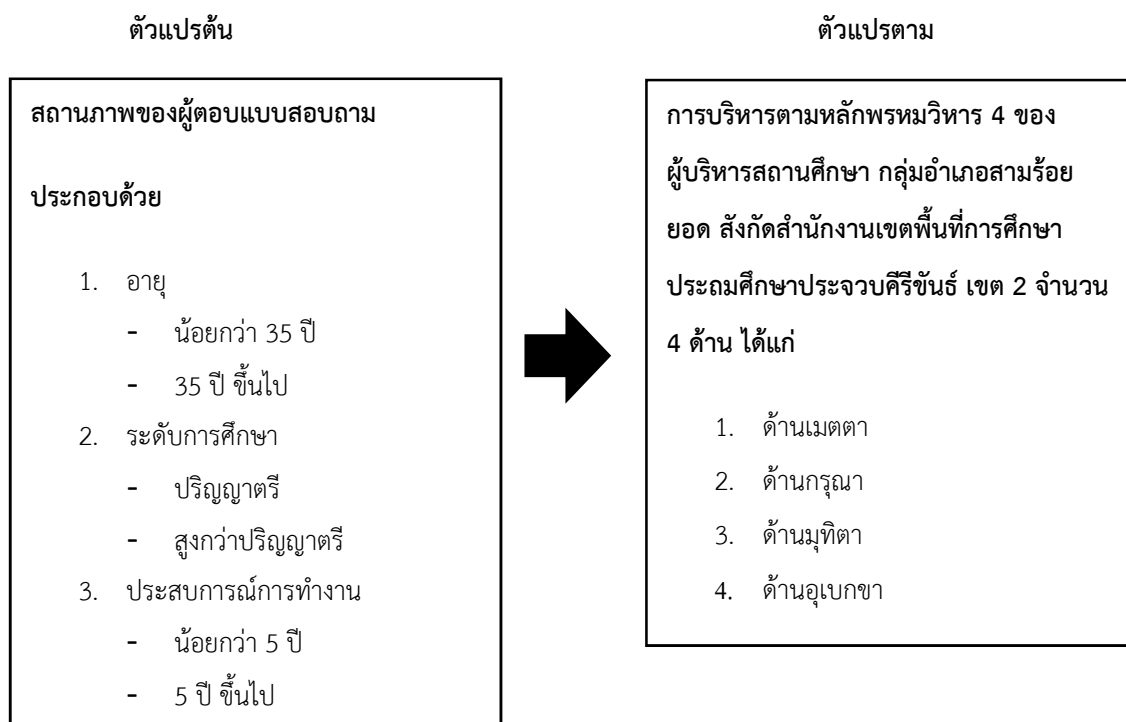 ตัวแปรต้น
ตัวแปรตาม
สถานภาพของผู้ตอบแบบสอบถาม
ประกอบด้วย
1. อายุ
- น้อยกว่า 35 ปี
- 35 ปี ขึ้นไป
2. ระดับการศึกษา
- ปริญญาตรี
- สูงกว่าปริญญาตรี
3. ประสบการณ์การทำงาน
- น้อยกว่า 5 ปี
- 5 ปี ขึ้นไป
การบริหารตามหลักพรหมวิหาร 4 ของ
ผู้บริหารสถานศึกษา กลุ่มอำเภอสามร้อย
ยอด สังกัดสำนักงานเขตพื้นที่การศึกษา
ประถมศึกษาประจวบคีรีขันธ์ เขต 2 จำนวน
4 ด้าน ได้แก่
1. ด้านเมตตา
2. ด้านกรุณา
3. ด้านมุทิตา
4. ด้านอุเบกขา